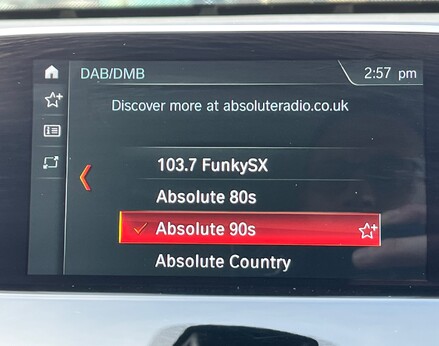 DAB/DMB
2:57 pm
Discover more at absoluteradio.co.uk
103.7 FunkySX
Absolute 80s
Absolute 90s
Absolute Country